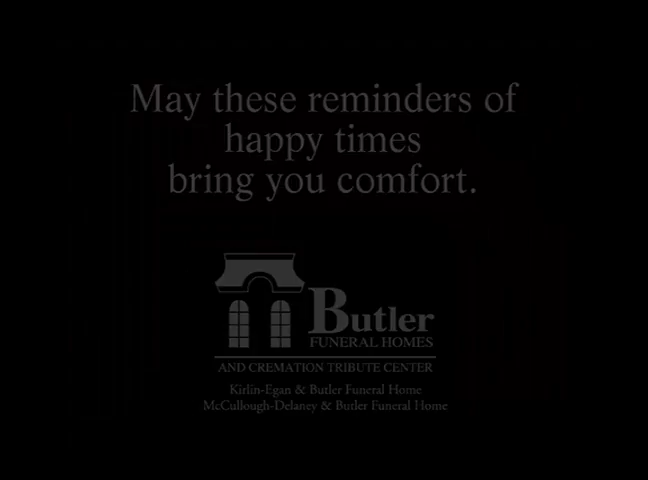 May these reminders of
happy times
bring you comfort.
Butler
FUNERAL HOMES
AND CREMATION TRIBUTE CENTER
Kirlin-Egan & Butler Funeral Home
McCullough-Delaney & Butler Funeral Home